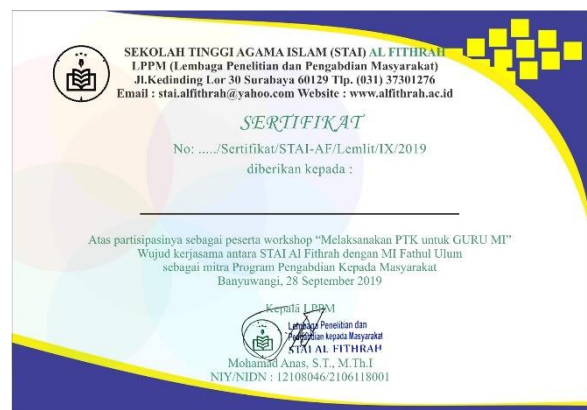 SEKOLAH TINGGI AGAMA ISLAM (STAI) AL FITHRAH
LPPM (Lembaga Penelitian dan Pengabdian Masyarakat)
Jl.Kedinding Lor 30 Surabaya 60129 Tlp. (031) 37301276
Email : stai.alfithrah@yahoo.com Website : www.alfithrah.ac.id
SERTIFIKAT
No: ...../Sertifikat/STAI-AF/Lemlit/IX/2019
diberikan kepada :
Atas partisipasinya sebagai peserta workshop "Melaksanakan PTK untuk GURU MI"
Wujud kerjasama antara STAI Al Fithrah dengan MI Fathul Ulum
sebagai mitra Program Pengabdian Kepada Masyarakat
Banyuwangi, 28 September 2019
Kepala LPPM
Lembaga Penelitian dan
Pengabdian kepada Masyarakat
STAI AL FITHRAH
Mohamad Anas, S.T., M.Th.I
NIY/NIDN : 12108046/2106118001